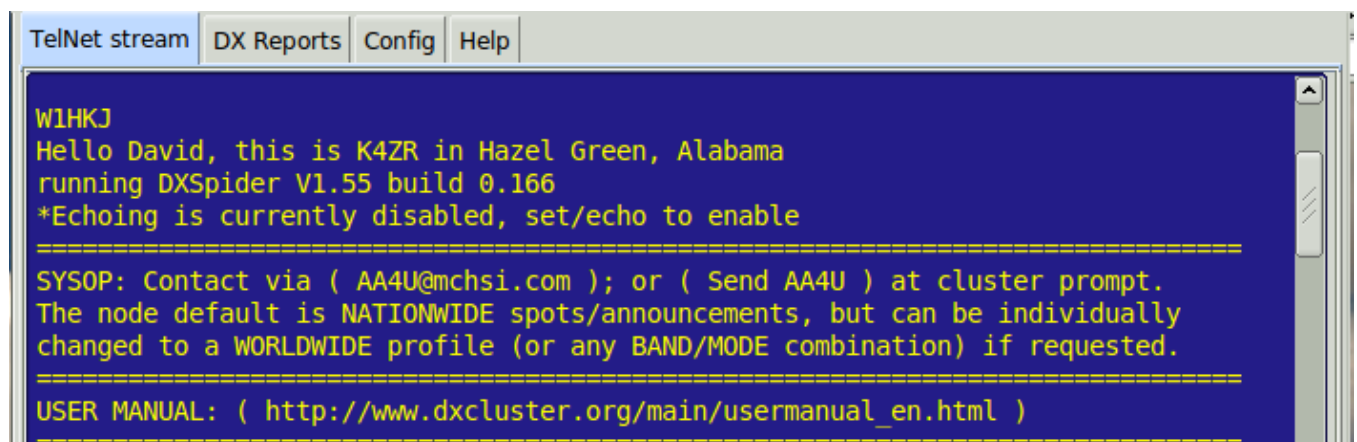 TelNet stream DX Reports Config Help
W1HKJ
Hello David, this is K4ZR in Hazel Green, Alabama
running DXSpider V1.55 build 0.166
*Echoing is currently disabled, set/echo to enable
===============================================================================
SYSOP: Contact via ( AA4U@mchsi.com ); or ( Send AA4U ) at cluster prompt.
The node default is NATIONWIDE spots/announcements, but can be individually
changed to a WORLDWIDE profile (or any BAND/MODE combination) if requested.
===============================================================================
USER MANUAL: ( http://www.dxcluster.org/main/usermanual_en.html )
===============================================================================